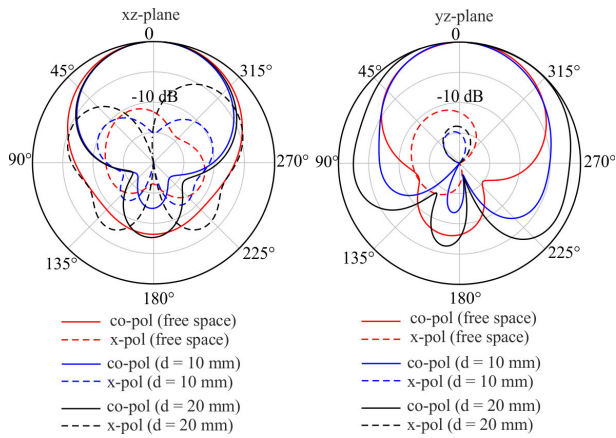 xz-plane
0
45°
315°
-10 dB
90°
270°
135°
225°
180°
co-pol (free space)
x-pol (free space)
co-pol (d = 10 mm)
x-pol (d = 10 mm)
co-pol (d = 20 mm)
x-pol (d = 20 mm)
yz-plane
0
45°
315°
-10 dB
90°
270°
135°
225°
180°
co-pol (free space)
x-pol (free space)
co-pol (d = 10 mm)
x-pol (d = 10 mm)
co-pol (d = 20 mm)
x-pol (d = 20 mm)